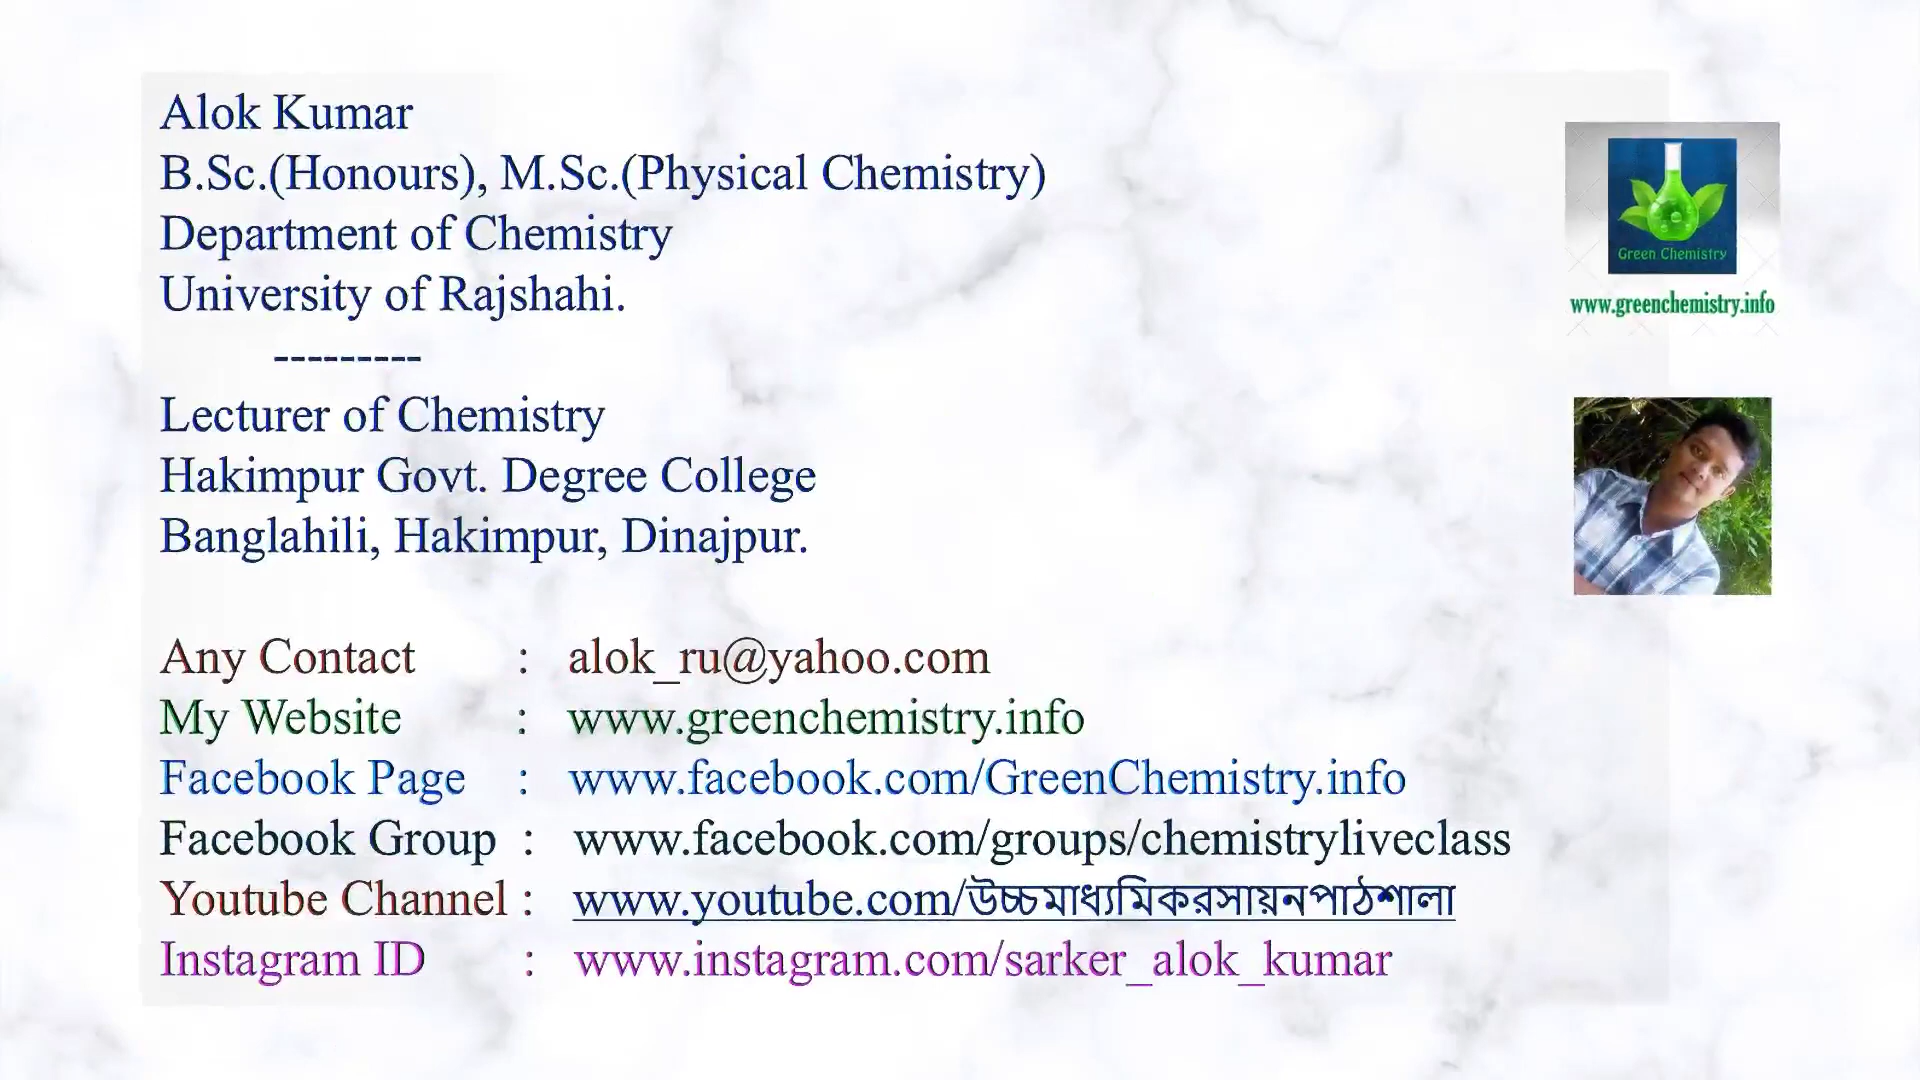 Alok Kumar
B.Sc.(Honours), M.Sc.(Physical Chemistry)
Department of Chemistry
University of Rajshahi.
---------
Lecturer of Chemistry
Hakimpur Govt. Degree College
Banglahili, Hakimpur, Dinajpur.
Any Contact : alok_ru@yahoo.com
My Website : www.greenchemistry.info
Facebook Page : www.facebook.com/GreenChemistry.info
Facebook Group : www.facebook.com/groups/chemistryliveclass
Youtube Channel : www.youtube.com/উচ্চমাধ্যমিকরসায়নপাঠশালা
Instagram ID : www.instagram.com/sarker_alok_kumar
Green Chemistry
www.greenchemistry.info